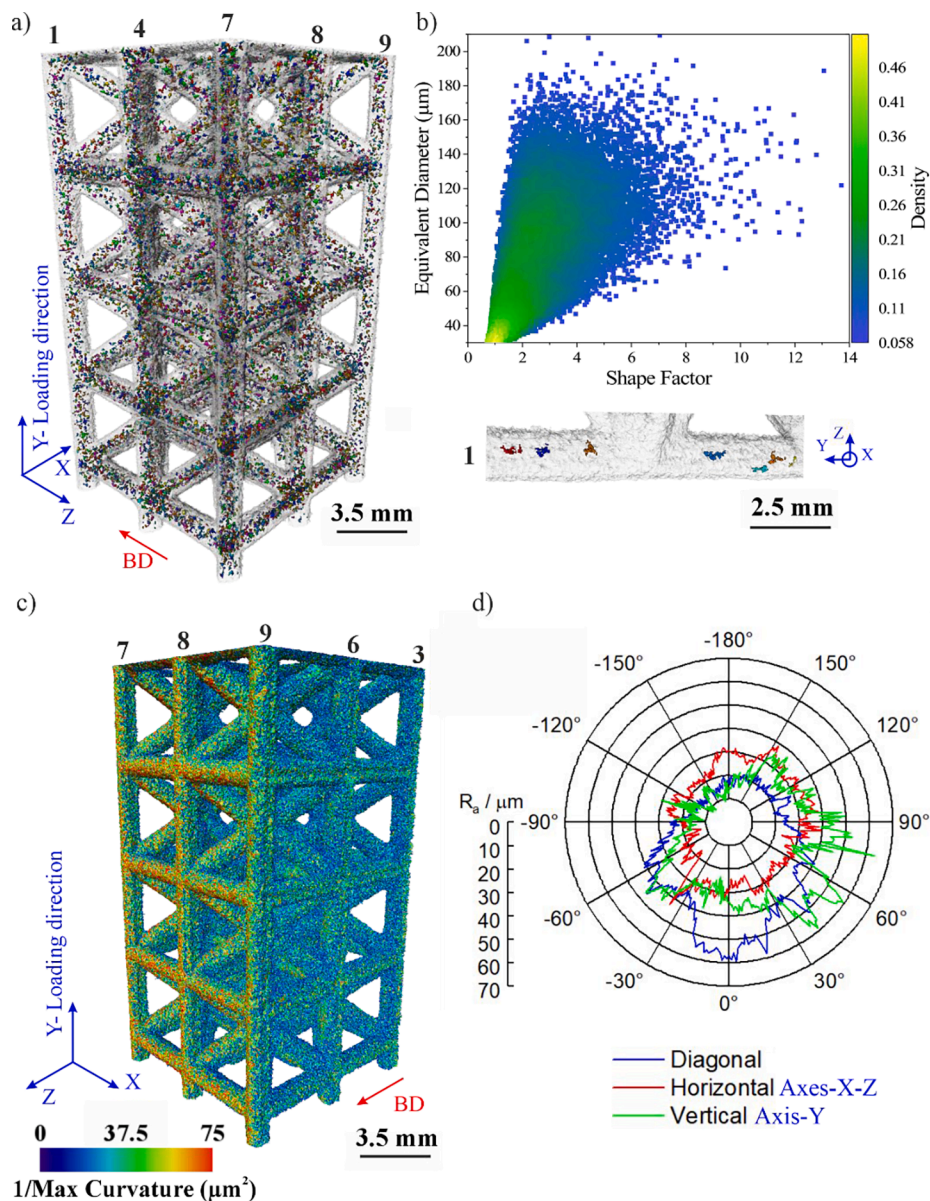 a)
1 4 7 8 9
Y- Loading direction
X
Z
BD
3.5 mm
b)
Equivalent Diameter (μm)
200
180
160
140
120
100
80
60
40
0 2 4 6 8 10 12 14
Shape Factor
0.46
0.41
0.36
0.31
0.26
0.21
0.16
0.11
0.058
Density
1
Z
Y
X
2.5 mm
c)
7 8 9 6 3
Y- Loading direction
Z
X
BD
3.5 mm
0 37.5 75
1/Max Curvature (μm²)
d)
-180°
-150° 150°
-120° 120°
Rₐ / μm
-90° 90°
0
10
20
30
40
50
60
70
-60° 60°
-30° 30°
0°
Diagonal
Horizontal Axes-X-Z
Vertical Axis-Y